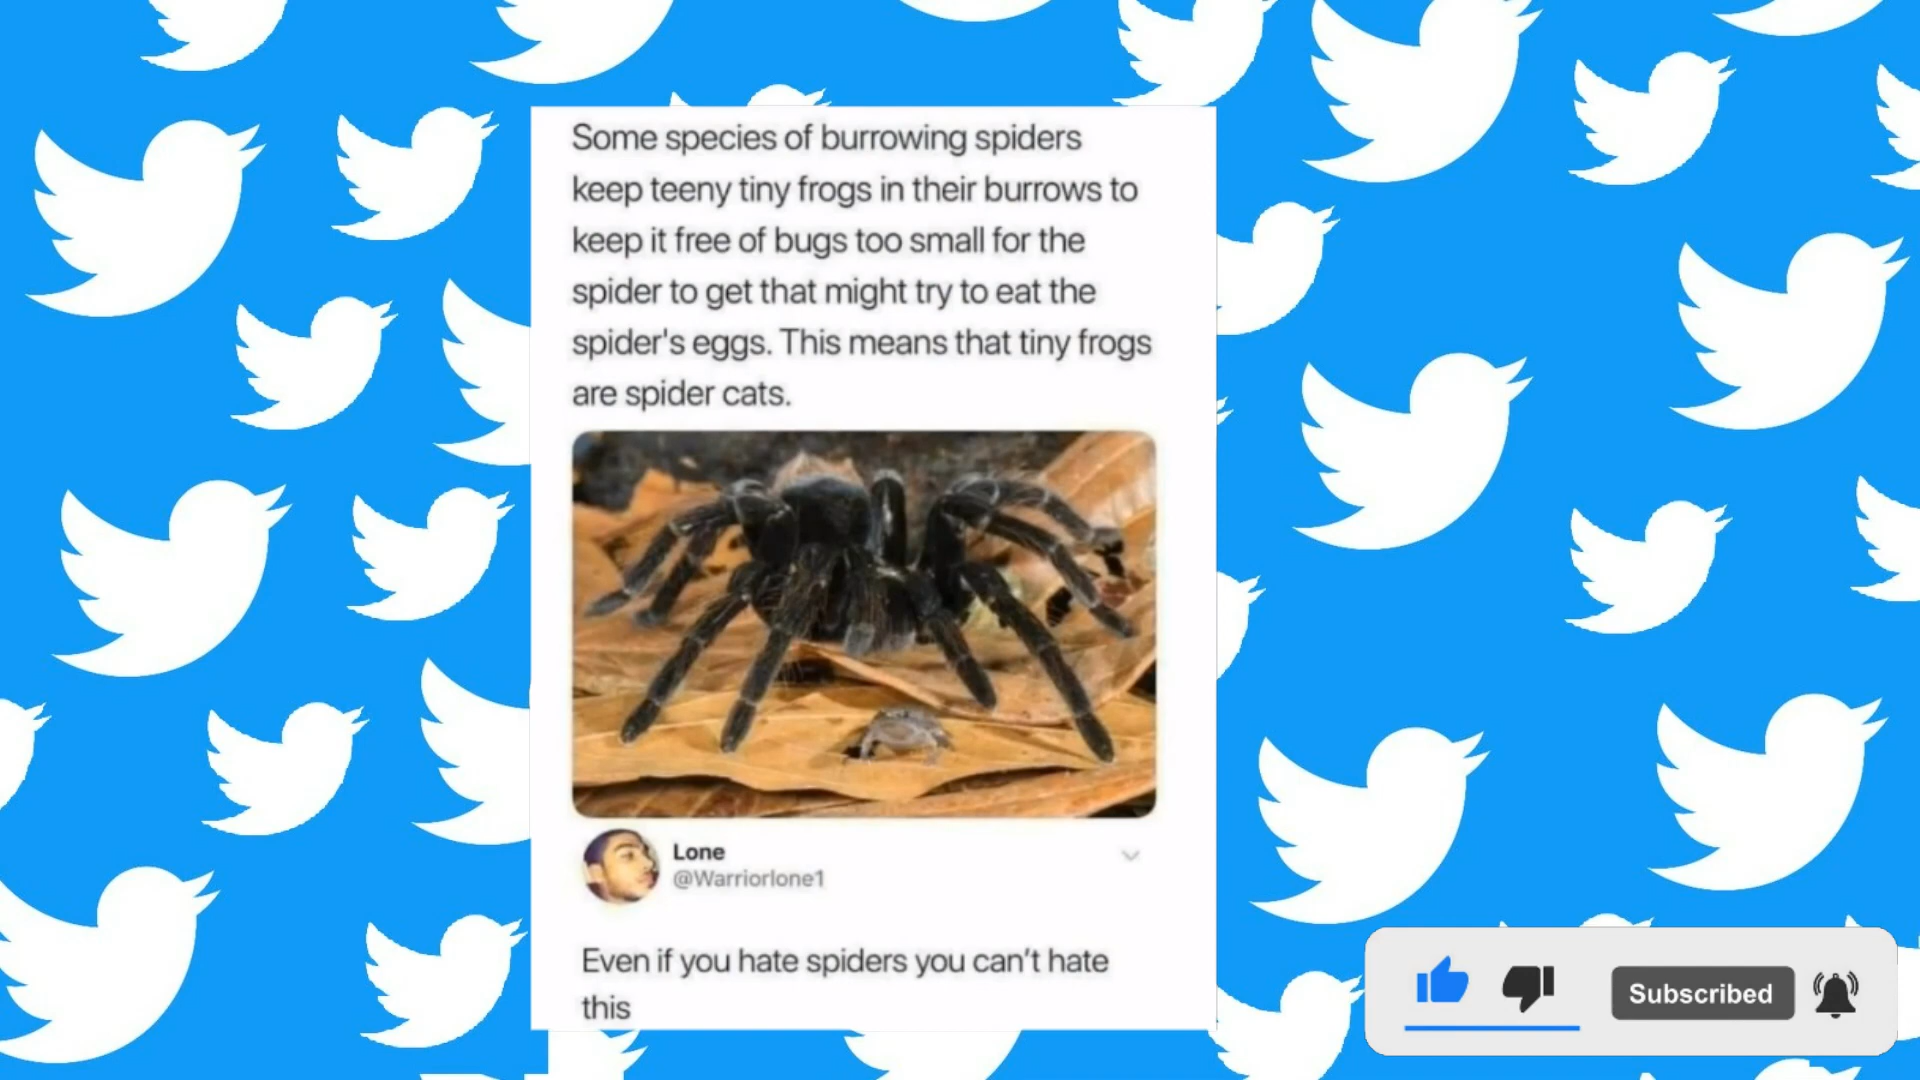 Some species of burrowing spiders
keep teeny tiny frogs in their burrows to
keep it free of bugs too small for the
spider to get that might try to eat the
spider's eggs. This means that tiny frogs
are spider cats.
Lone
@Warriorlone1
Even if you hate spiders you can't hate
this
Subscribed